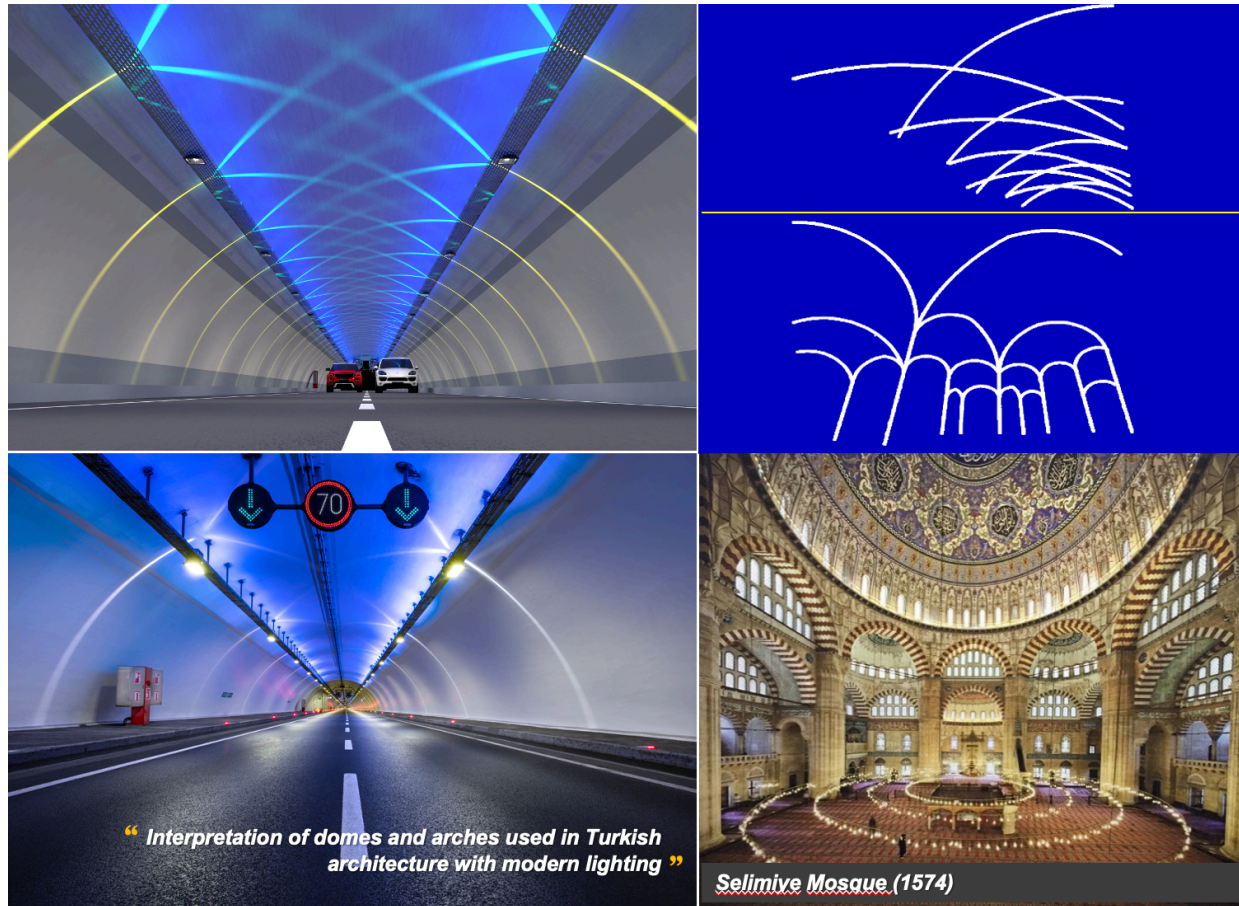 70
“ Interpretation of domes and arches used in Turkish
architecture with modern lighting ”
Selimiye Mosque (1574)